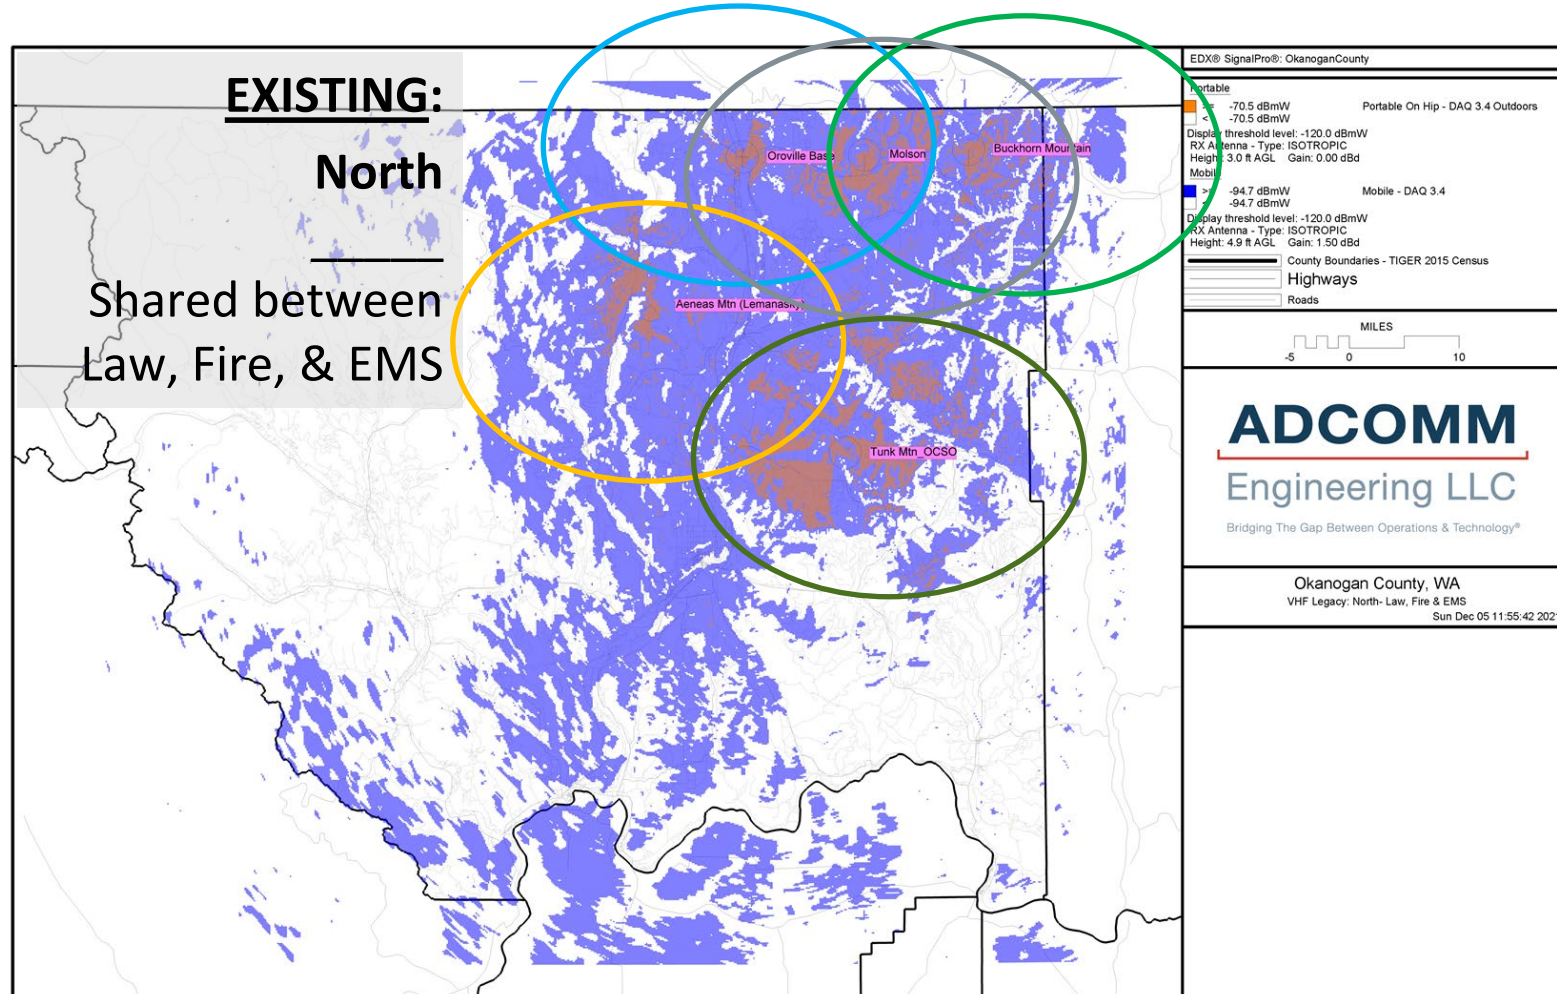 EXISTING:
North
Shared between
Law, Fire, & EMS
Oroville Base
Molson
Buckhorn Mountain
Aeneas Mtn (Lemanasky)
Tunk Mtn_OCSO
EDX® SignalPro®: OkanoganCounty
Portable
>= -70.5 dBmW Portable On Hip - DAQ 3.4 Outdoors
< -70.5 dBmW
Display threshold level: -120.0 dBmW
RX Antenna - Type: ISOTROPIC
Height: 3.0 ft AGL Gain: 0.00 dBd
Mobile
>= -94.7 dBmW Mobile - DAQ 3.4
-94.7 dBmW
Display threshold level: -120.0 dBmW
RX Antenna - Type: ISOTROPIC
Height: 4.9 ft AGL Gain: 1.50 dBd
County Boundaries - TIGER 2015 Census
Highways
Roads
MILES
-5 0 10
ADCOMM
Engineering LLC
Bridging The Gap Between Operations & Technology®
Okanogan County, WA
VHF Legacy: North- Law, Fire & EMS
Sun Dec 05 11:55:42 2021